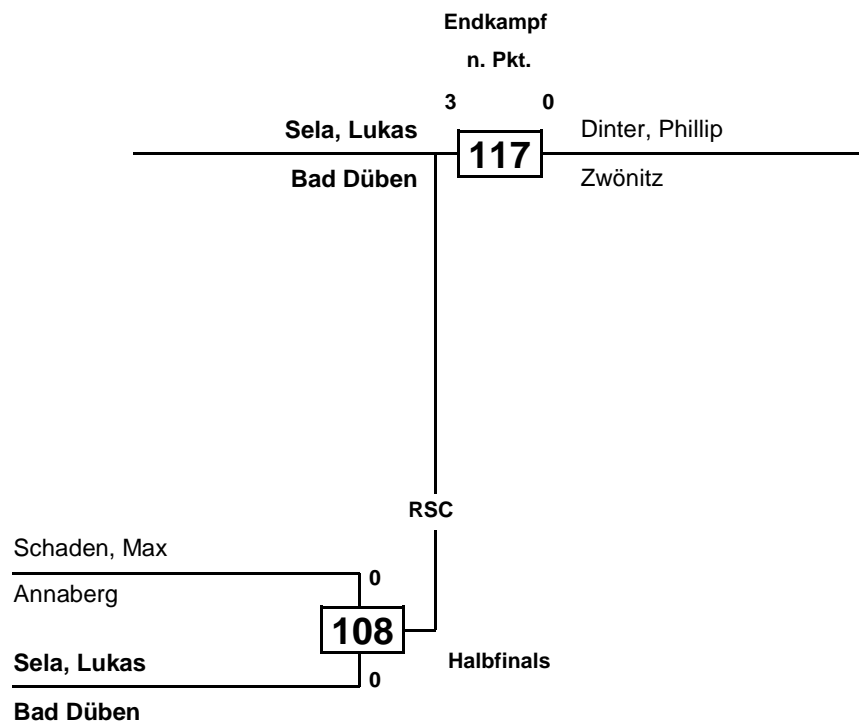 Endkampf
n. Pkt.
3 0
Sela, Lukas 117 Dinter, Phillip
Bad Düben Zwönitz
RSC
Schaden, Max
0
Annaberg
108
Sela, Lukas Halbfinals
0
Bad Düben